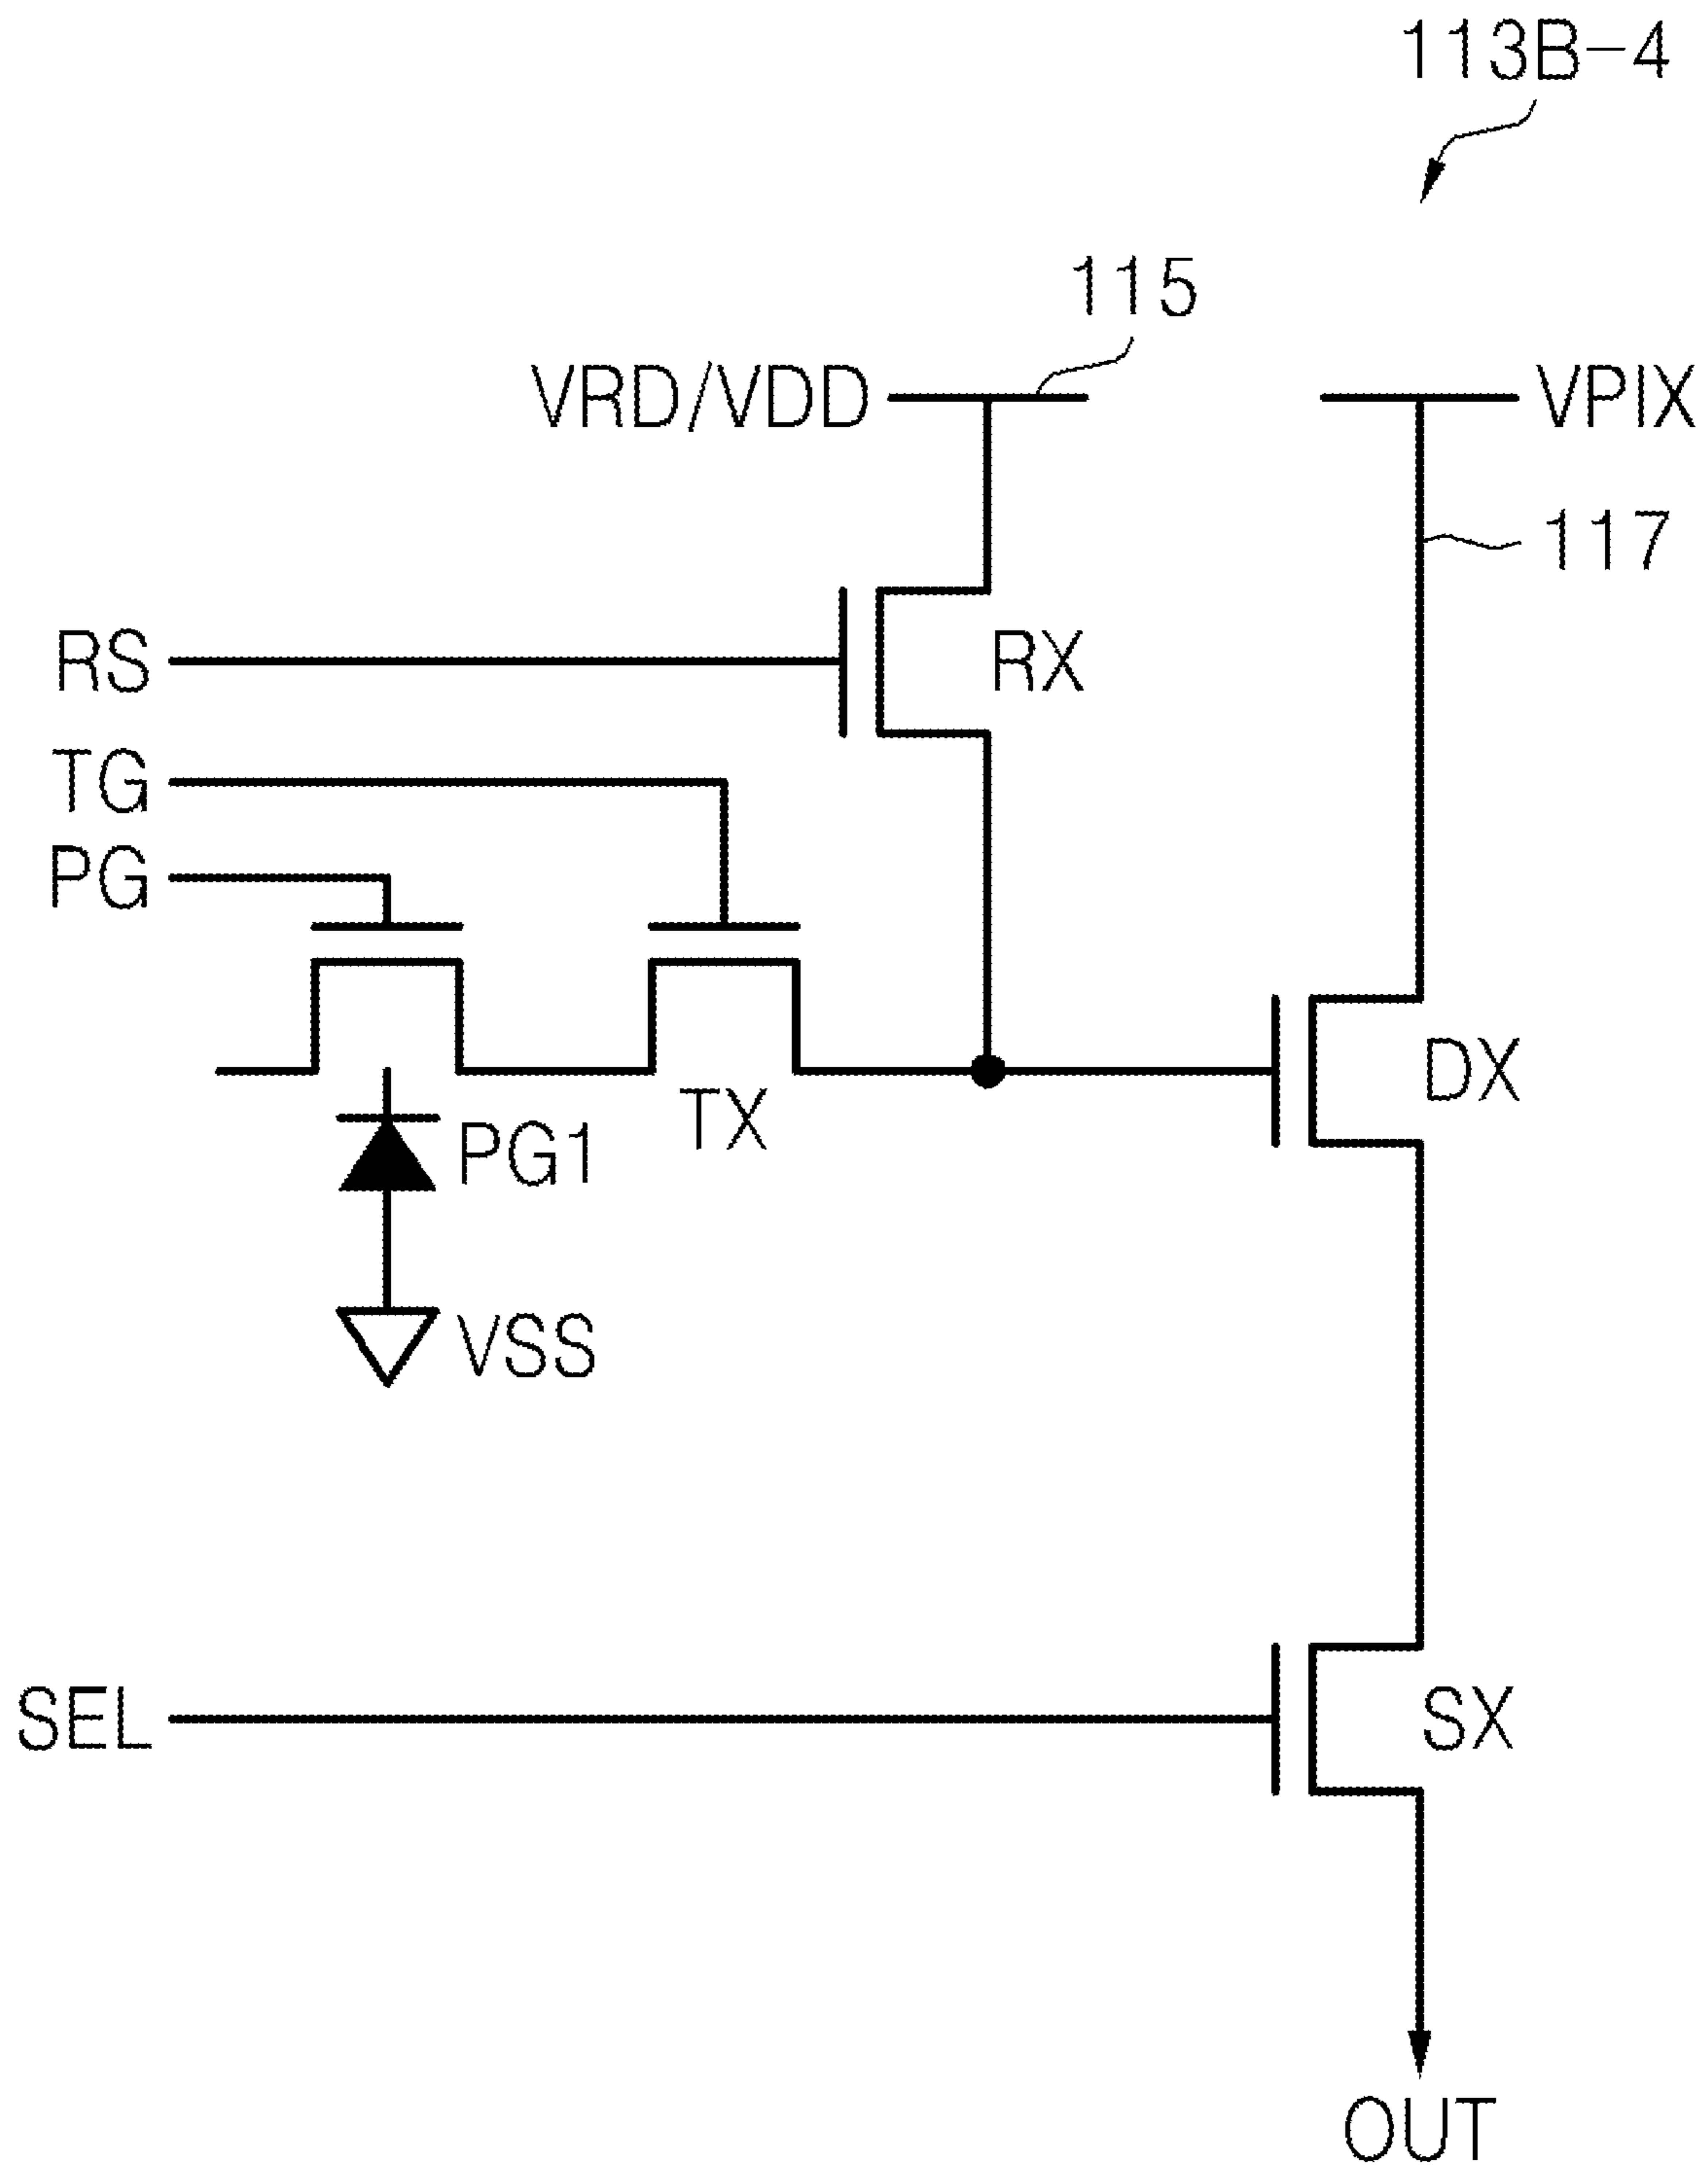 113B-4
115
VRD/VDD
VPIX
117
RS
RX
TG
PG
DX
TX
PG1
VSS
SEL
SX
OUT